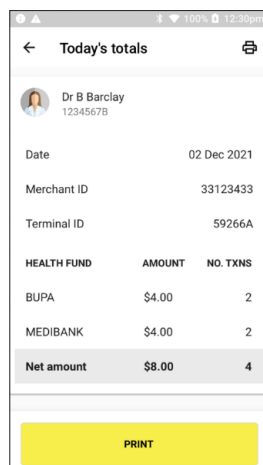 100% 12:30pm
Today's totals
Dr B Barclay
1234567B
Date 02 Dec 2021
Merchant ID 33123433
Terminal ID 59266A
HEALTH FUND AMOUNT NO. TXNS
BUPA $4.00 2
MEDIBANK $4.00 2
Net amount $8.00 4
PRINT